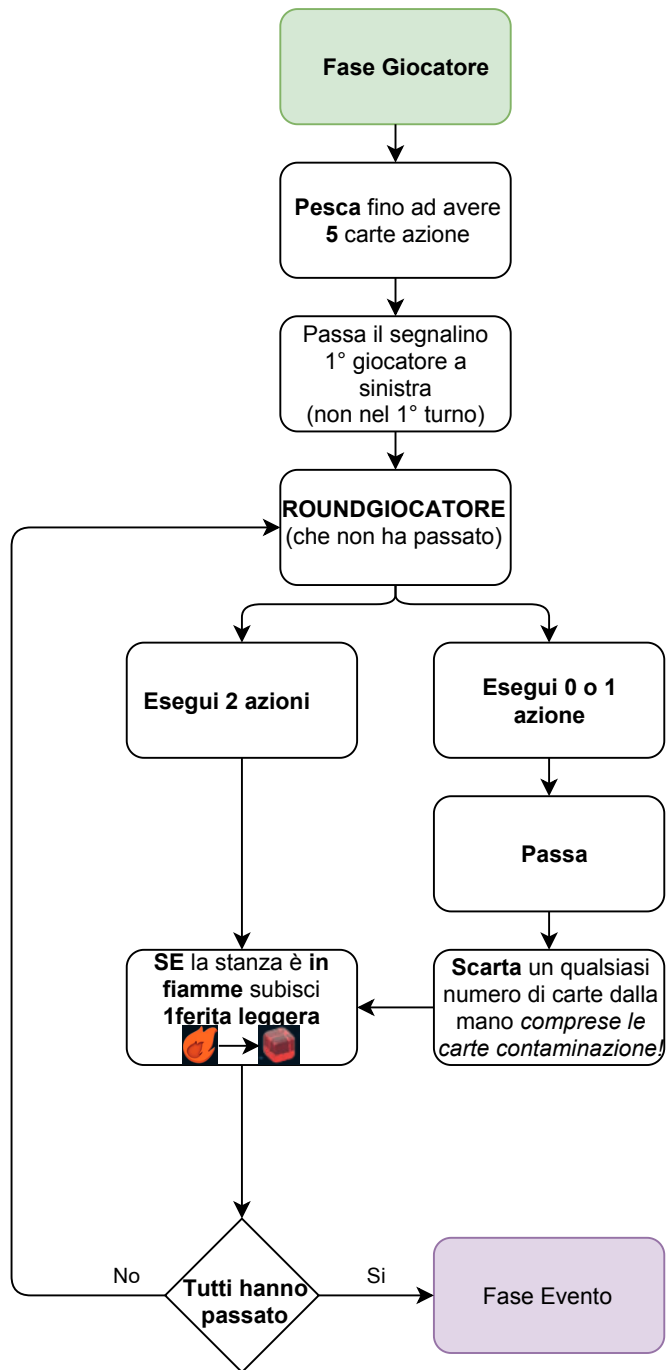 Fase Giocatore
Pesca fino ad avere
5 carte azione
Passa il segnalino
1° giocatore a
sinistra
(non nel 1° turno)
ROUNDGIOCATORE
(che non ha passato)
Esegui 2 azioni
Esegui 0 o 1
azione
Passa
SE la stanza è in
fiamme subisci
1ferita leggera
Scarta un qualsiasi
numero di carte dalla
mano comprese le
carte contaminazione!
Tutti hanno
passato
No
Si
Fase Evento